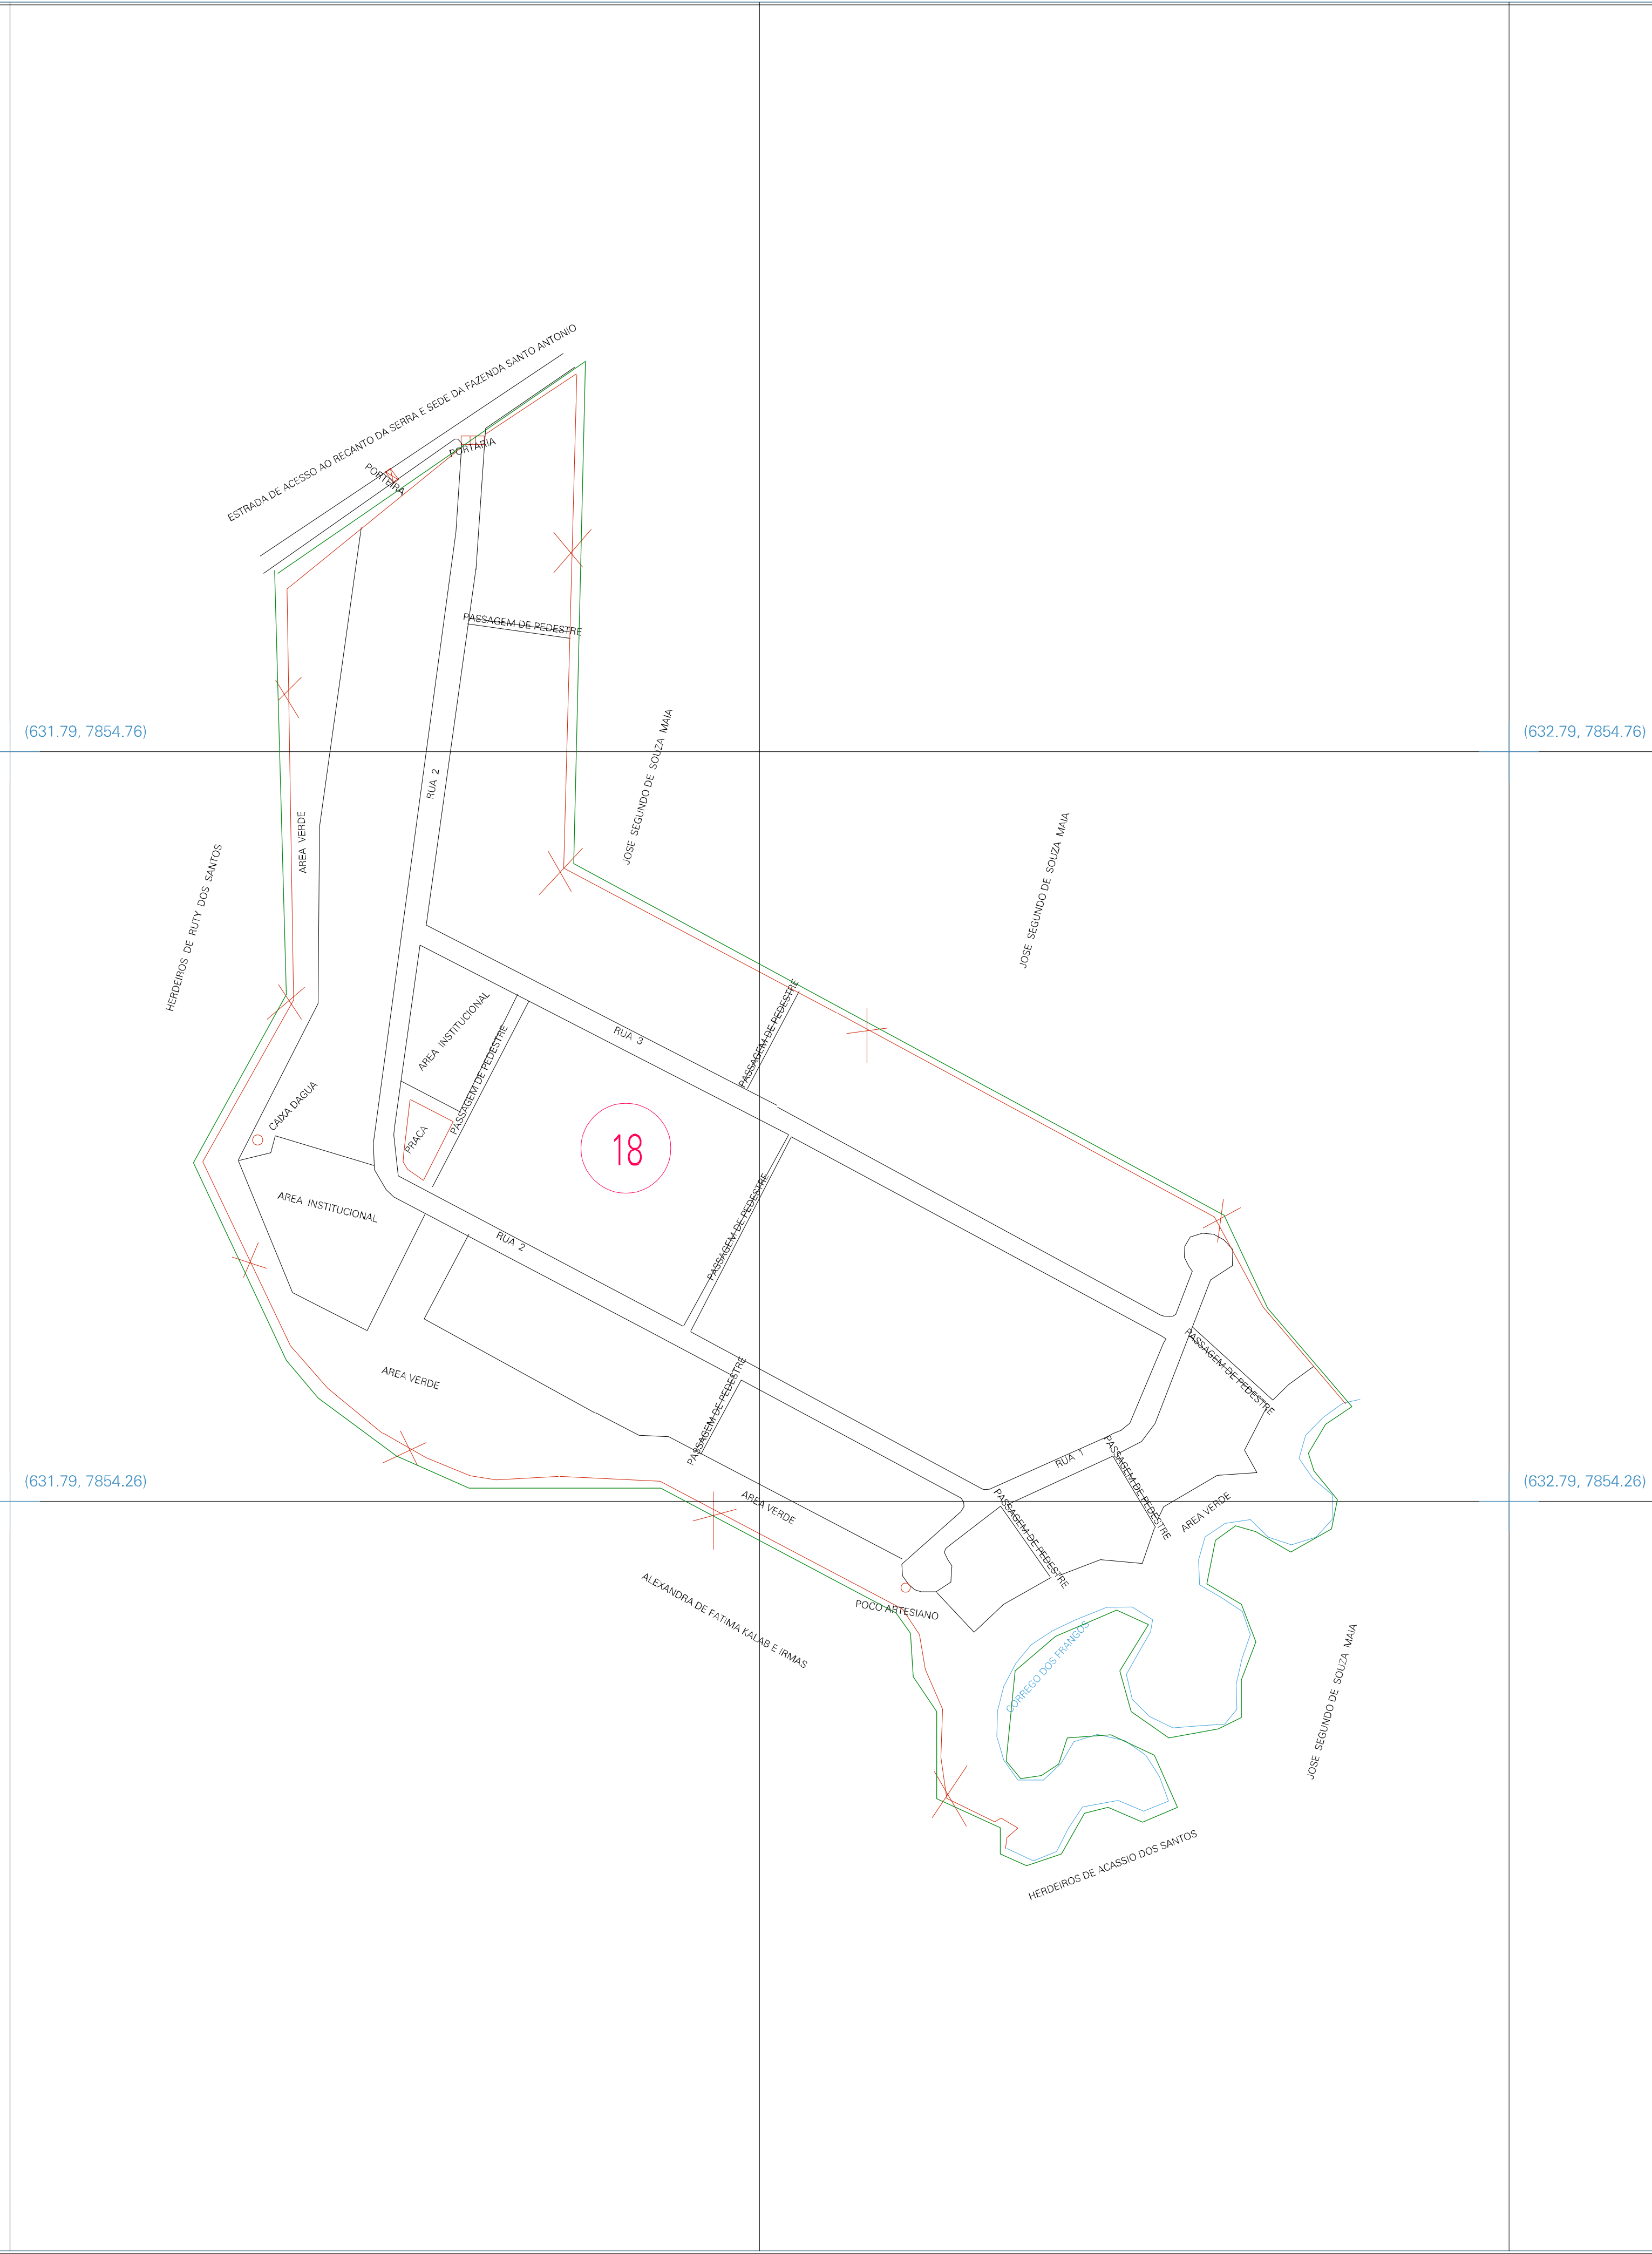 ESTRADA DE ACESSO AO RECANTO DA SERRA E SEDE DA FAZENDA SANTO ANTONIO
PORTARIA
PORTEIRA
PASSAGEM DE PEDESTRE
(631.79, 7854.76)
(632.79, 7854.76)
JOSE SEGUNDO DE SOUZA MAIA
RUA 2
AREA VERDE
JOSE SEGUNDO DE SOUZA MAIA
HERDEIROS DE RUTY DOS SANTOS
AREA INSTITUCIONAL
RUA 3
PASSAGEM DE PEDESTRE
PASSAGEM DE PEDESTRE
CAIXA DAGUA
PRACA
18
AREA INSTITUCIONAL
RUA 2
PASSAGEM DE PEDESTRE
AREA VERDE
PASSAGEM DE PEDESTRE
PASSAGEM DE PEDESTRE
RUA 1
PASSAGEM DE PEDESTRE
(631.79, 7854.26)
(632.79, 7854.26)
AREA VERDE
PASSAGEM DE PEDESTRE
AREA VERDE
ALEXANDRA DE FATIMA KALAB E IRMAS
POCO ARTESIANO
CORREGO DOS FRANGOS
JOSE SEGUNDO DE SOUZA MAIA
HERDEIROS DE ACASSIO DOS SANTOS